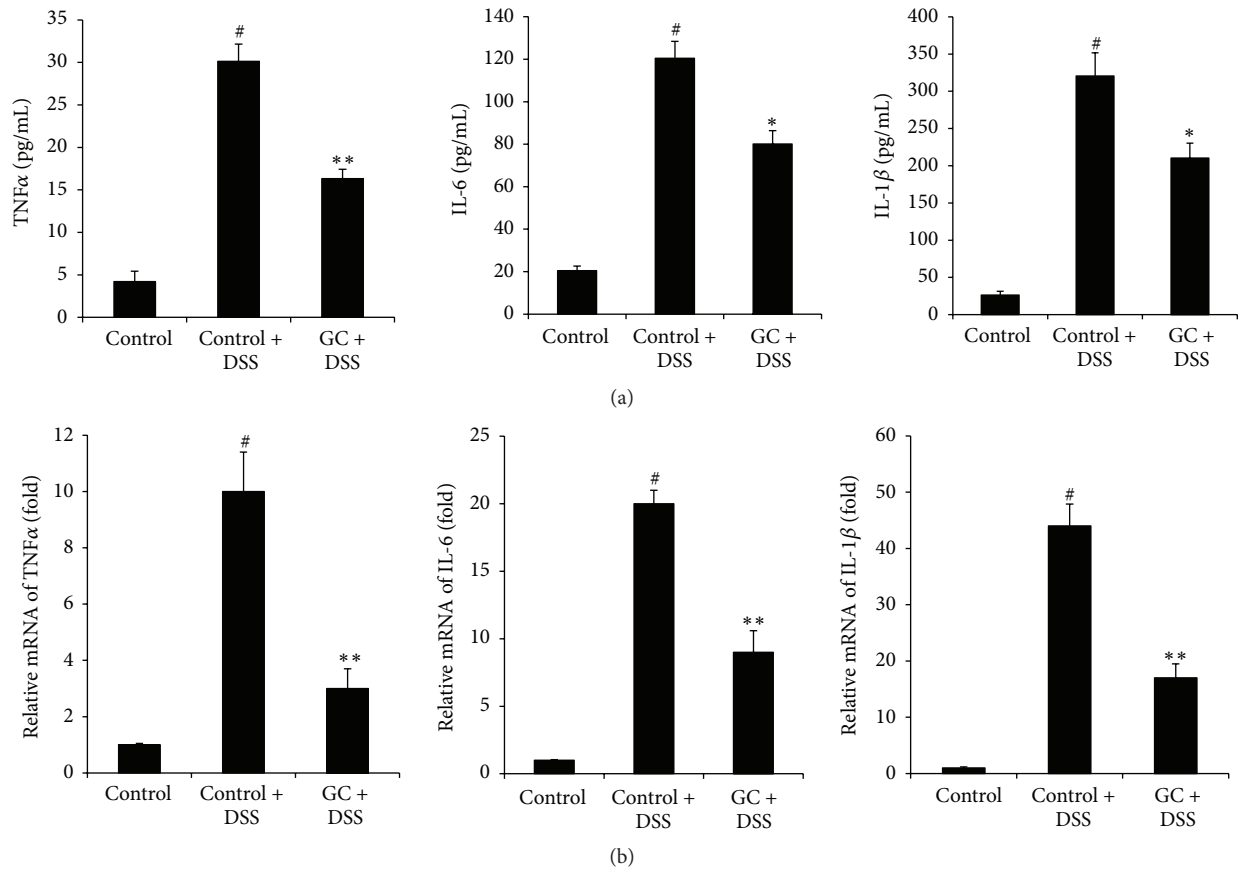 TNFα (pg/mL)
35
30
25
20
15
10
5
0
#
**
Control
Control +
DSS
GC +
DSS
IL-6 (pg/mL)
140
120
100
80
60
40
20
0
#
*
Control
Control +
DSS
GC +
DSS
IL-1β (pg/mL)
400
350
300
250
200
150
100
50
0
#
*
Control
Control +
DSS
GC +
DSS
(a)
Relative mRNA of TNFα (fold)
12
10
8
6
4
2
0
#
**
Control
Control +
DSS
GC +
DSS
Relative mRNA of IL-6 (fold)
25
20
15
10
5
0
#
**
Control
Control +
DSS
GC +
DSS
Relative mRNA of IL-1β (fold)
60
50
40
30
20
10
0
#
**
Control
Control +
DSS
GC +
DSS
(b)